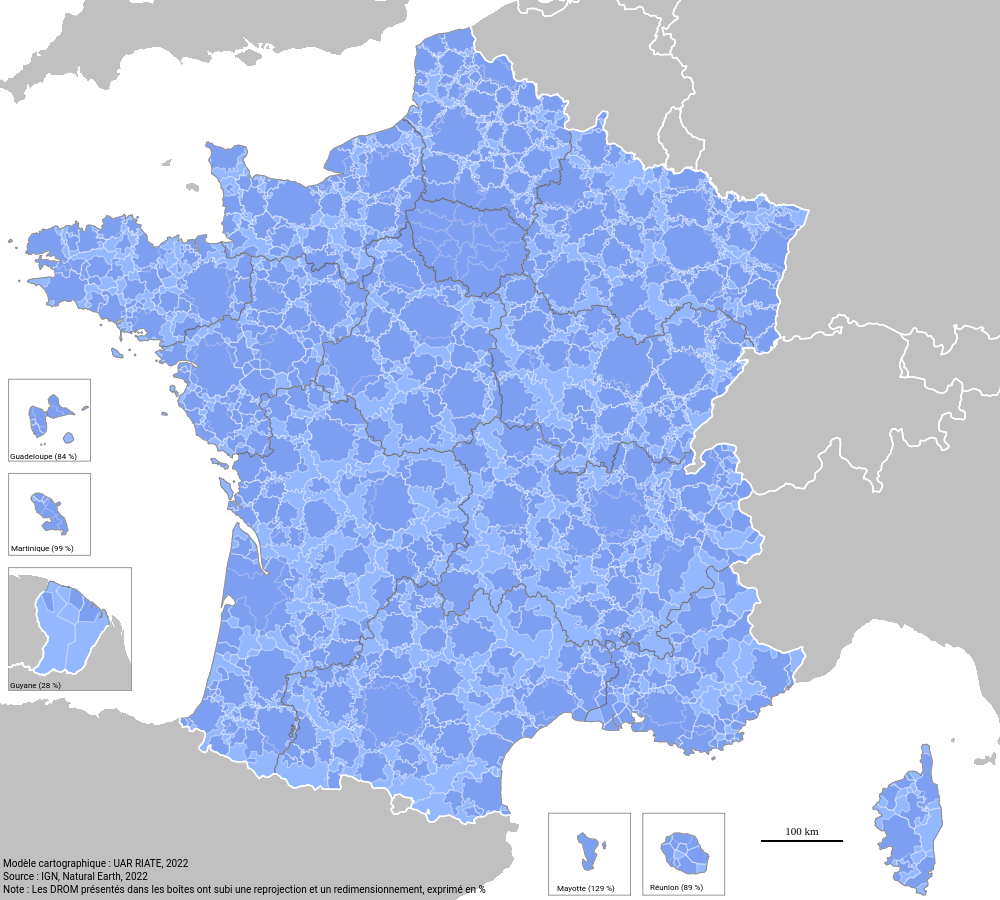 Guadeloupe (84 %)
Martinique (99 %)
Guyane (28 %)
Mayotte (129 %)
Réunion (89 %)
100 km
Modèle cartographique : UAR RIATE, 2022
Source : IGN, Natural Earth, 2022
Note : Les DROM présentés dans les boîtes ont subi une reprojection et un redimensionnement, exprimé en %